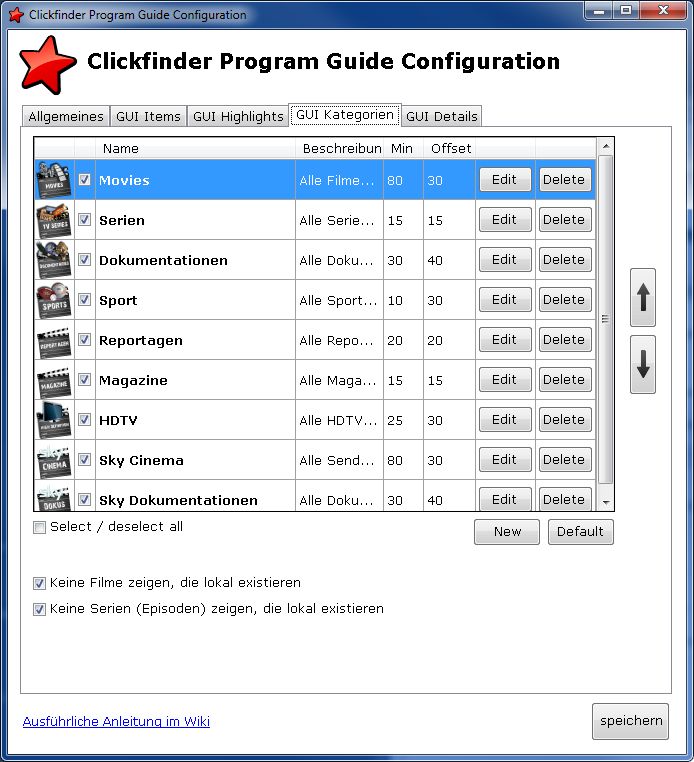 Clickfinder Program Guide Configuration
Clickfinder Program Guide Configuration
Allgemeines GUI Items GUI Highlights GUI Kategorien GUI Details
Name Beschreibun Min Offset
MOVIES Movies Alle Filme... 80 30 Edit Delete
TV SERIES Serien Alle Serie... 15 15 Edit Delete
Dokumentationen Alle Doku... 30 40 Edit Delete
SPORTS Sport Alle Sport... 10 30 Edit Delete
REPORTAGEN Reportagen Alle Repo... 20 20 Edit Delete
MAGAZINE Magazine Alle Maga... 15 15 Edit Delete
HIGH DEFINITION HDTV Alle HDTV... 25 30 Edit Delete
CINEMA Sky Cinema Alle Send... 80 30 Edit Delete
DOKUS Sky Dokumentationen Alle Doku... 30 40 Edit Delete
Select / deselect all New Default
Keine Filme zeigen, die lokal existieren
Keine Serien (Episoden) zeigen, die lokal existieren
Ausführliche Anleitung im Wiki speichern